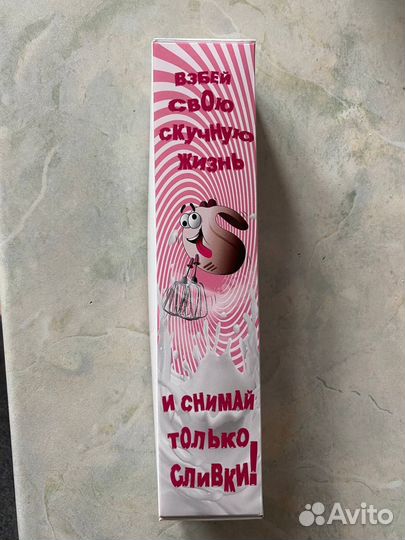 ВЗБЕЙ
СВОЮ
СКУЧНУЮ
ЖИЗНЬ
И СНИМАЙ
ТОЛЬКО
СЛИВКИ!
Avito